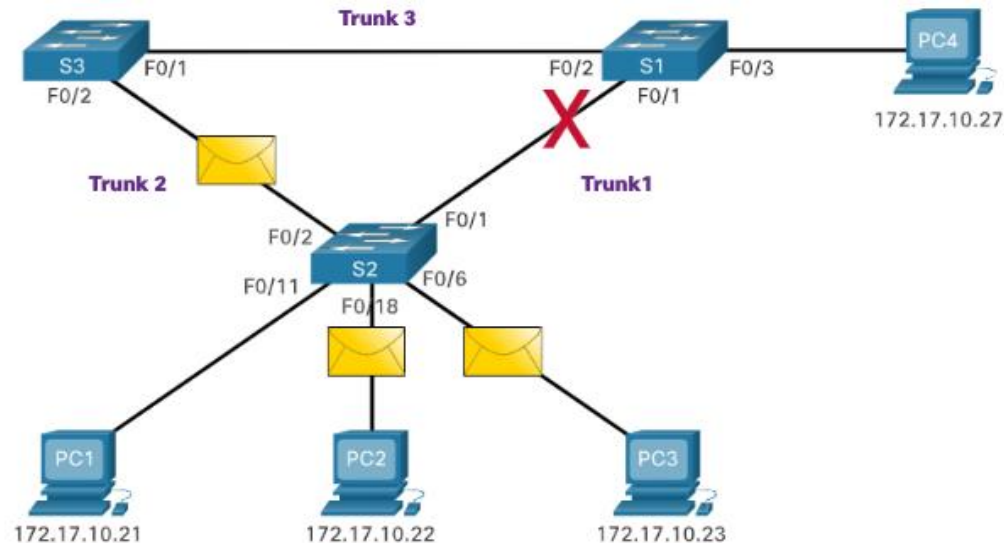 Trunk 3
S3
F0/1
F0/2
S1
F0/3
PC4
F0/2
F0/1
172.17.10.27
Trunk 2
Trunk1
F0/2
F0/1
S2
F0/11
F0/18
F0/6
PC1
PC2
PC3
172.17.10.21
172.17.10.22
172.17.10.23